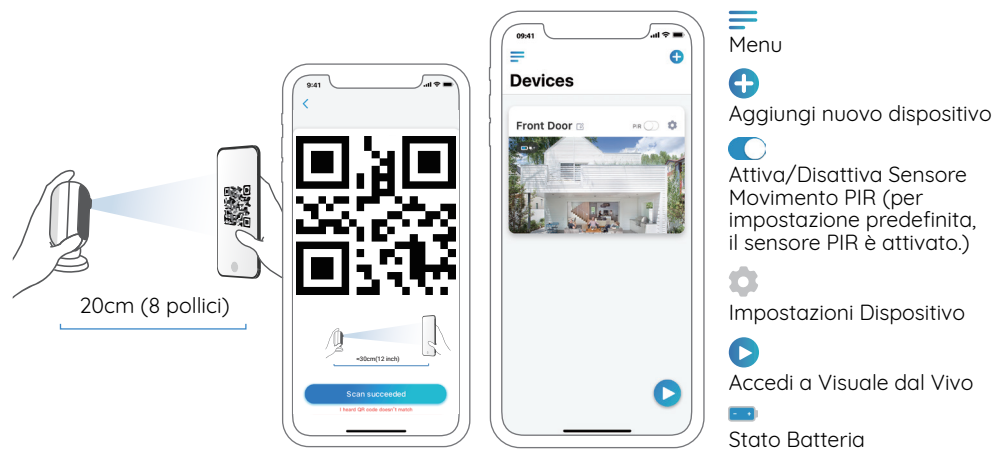 20cm (8 pollici)
9:41
≈30cm(12 inch)
Scan succeeded
I heard QR code doesn't match
09:41
Devices
Front Door
PIR
Menu
Aggiungi nuovo dispositivo
Attiva/Disattiva Sensore
Movimento PIR (per
impostazione predefinita,
il sensore PIR è attivato.)
Impostazioni Dispositivo
Accedi a Visuale dal Vivo
Stato Batteria